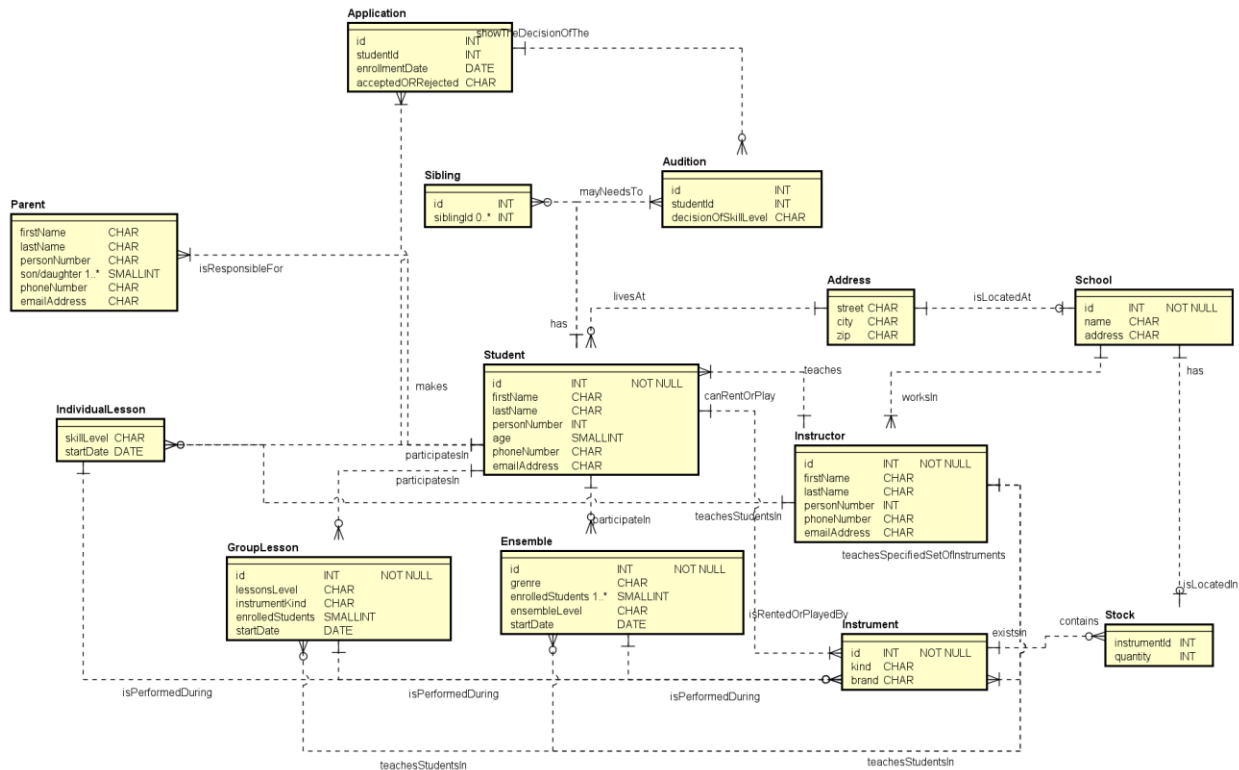 Application
id INT
studentId INT
enrollmentDate DATE
acceptedORRejected CHAR
showTheDecisionOfThe
Sibling
id INT
siblingId 0..* INT
mayNeedsTo
Audition
id INT
studentId INT
decisionOfSkillLevel CHAR
Parent
firstName CHAR
lastName CHAR
personNumber CHAR
son/daughter 1..* SMALLINT
phoneNumber CHAR
emailAddress CHAR
isResponsibleFor
livesAt
Address
street CHAR
city CHAR
zip CHAR
isLocatedAt
School
id INT NOT NULL
name CHAR
address CHAR
has
has
makes
Student
id INT NOT NULL
firstName CHAR
lastName CHAR
personNumber INT
age SMALLINT
phoneNumber CHAR
emailAddress CHAR
teaches
canRentOrPlay
worksIn
IndividualLesson
skillLevel CHAR
startDate DATE
participatesIn
participatesIn
participateIn
Instructor
id INT NOT NULL
firstName CHAR
lastName CHAR
personNumber INT
phoneNumber CHAR
emailAddress CHAR
teachesStudentsIn
teachesSpecifiedSetOfInstruments
GroupLesson
id INT NOT NULL
lessonsLevel CHAR
instrumentKind CHAR
enrolledStudents SMALLINT
startDate DATE
Ensemble
id INT NOT NULL
grenre CHAR
enrolledStudents 1..* SMALLINT
ensembleLevel CHAR
startDate DATE
isRentedOrPlayedBy
Instrument
id INT NOT NULL
kind CHAR
brand CHAR
existsIn
contains
isLocatedIn
Stock
instrumentId INT
quantity INT
isPerformedDuring
isPerformedDuring
isPerformedDuring
teachesStudentsIn
teachesStudentsIn